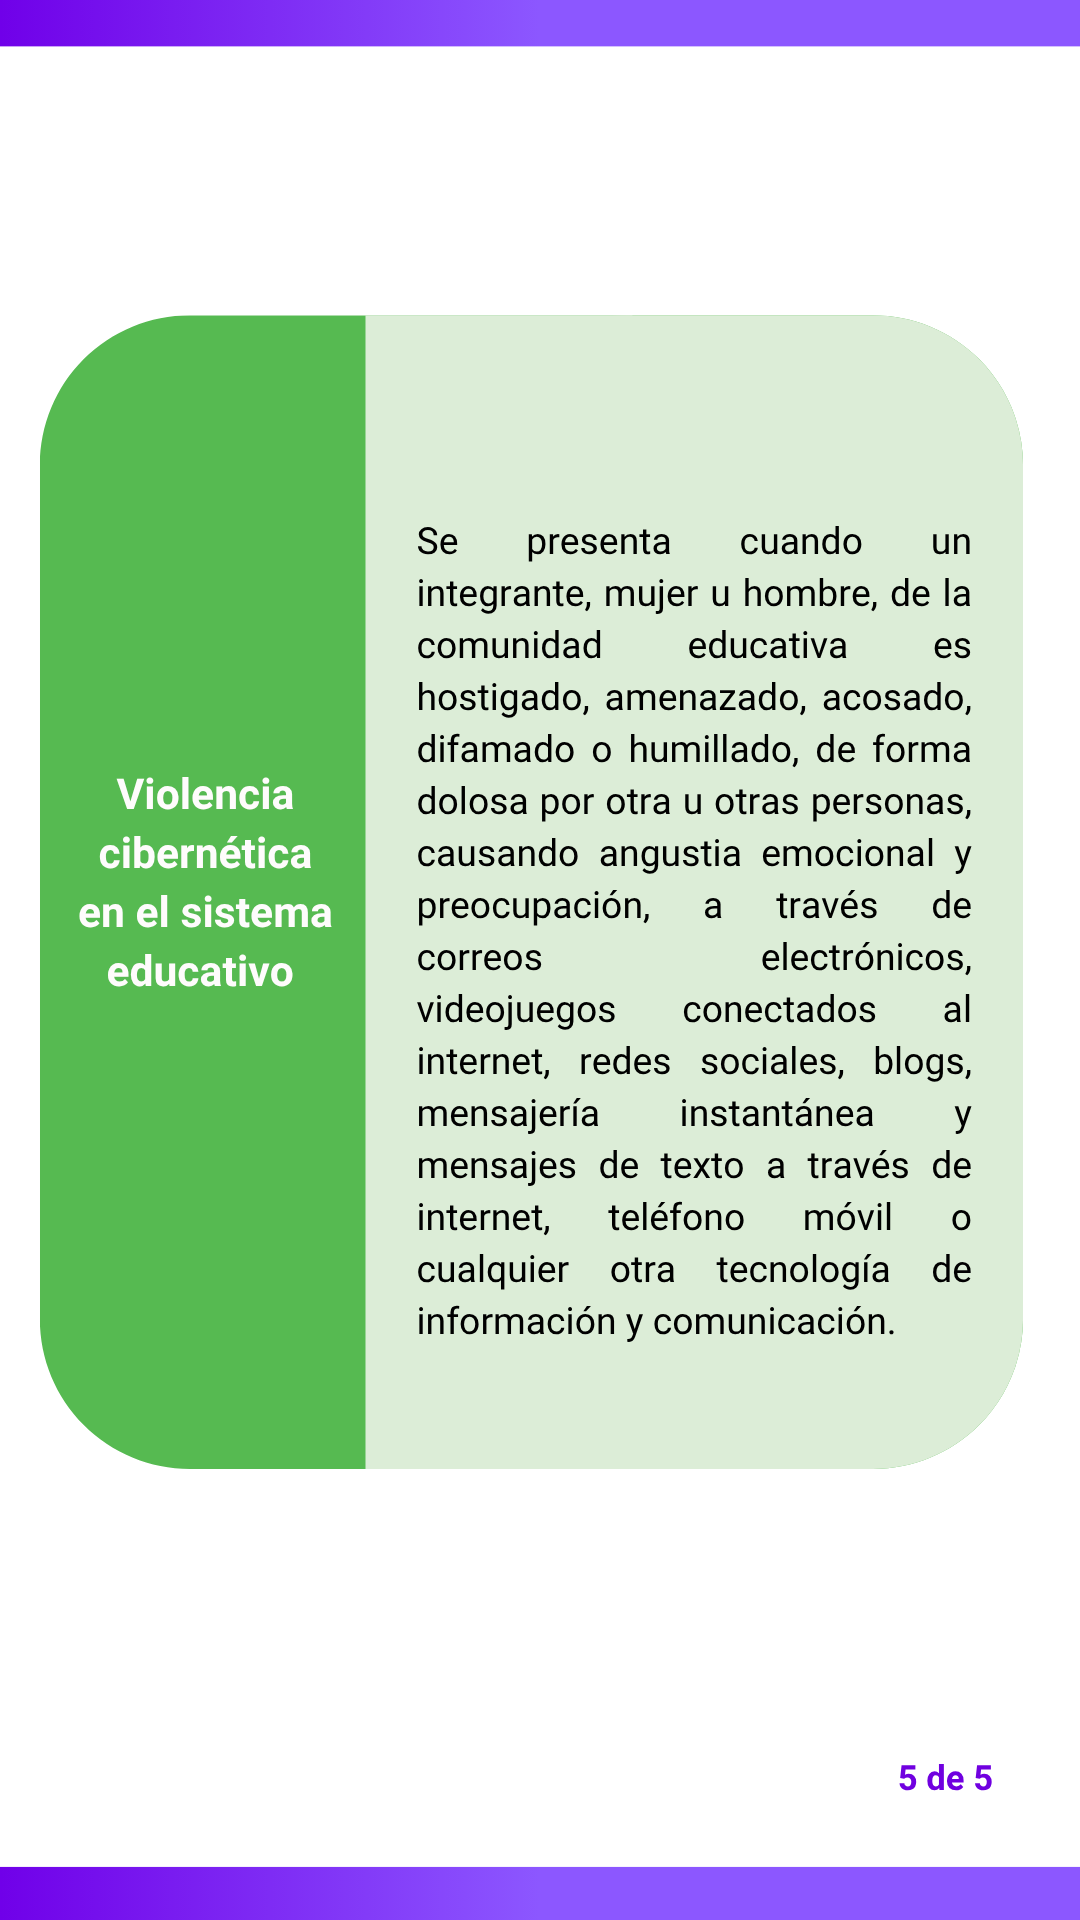 Violencia
cibernética
en el sistema
educativo
Se presenta cuando un
integrante, mujer u hombre, de la
comunidad educativa es
hostigado, amenazado, acosado,
difamado o humillado, de forma
dolosa por otra u otras personas,
causando angustia emocional y
preocupación, a través de
correos electrónicos,
videojuegos conectados al
internet, redes sociales, blogs,
mensajería instantánea y
mensajes de texto a través de
internet, teléfono móvil o
cualquier otra tecnología de
información y comunicación.
5 de 5